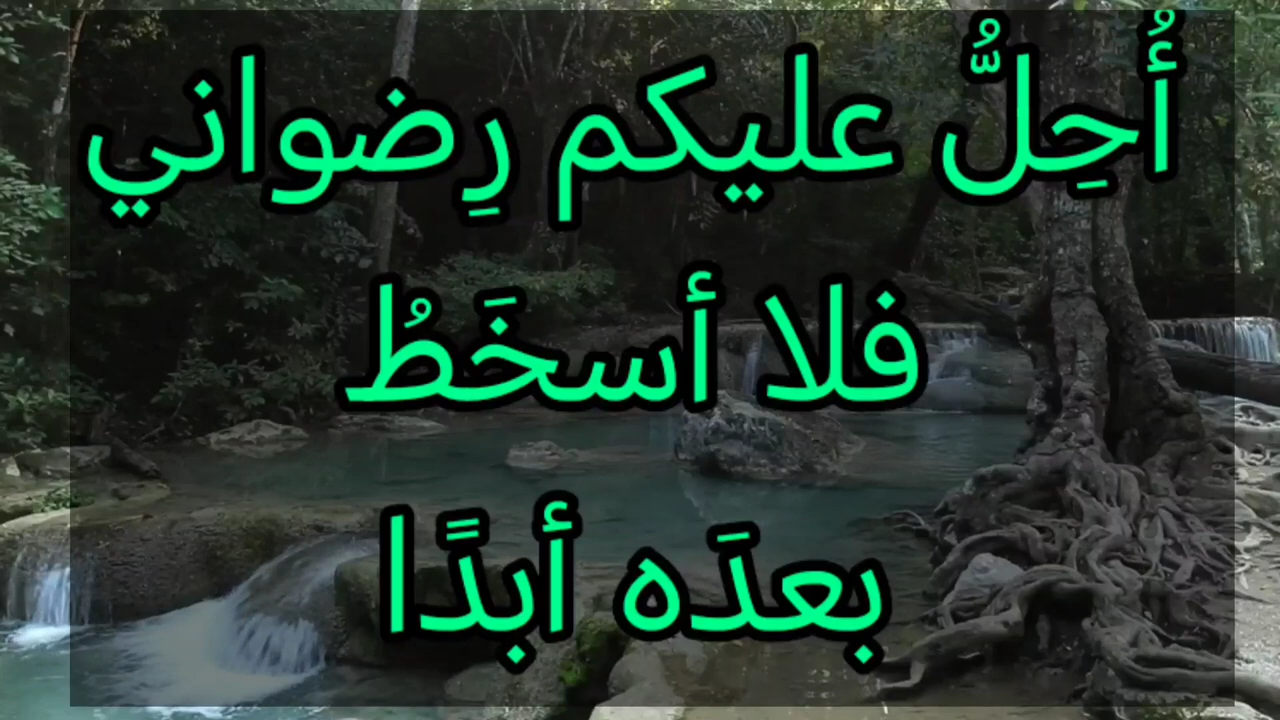 أُحِلُّ عليكم رِضواني
فلا أسخَطُ
بعدَه أبدًا